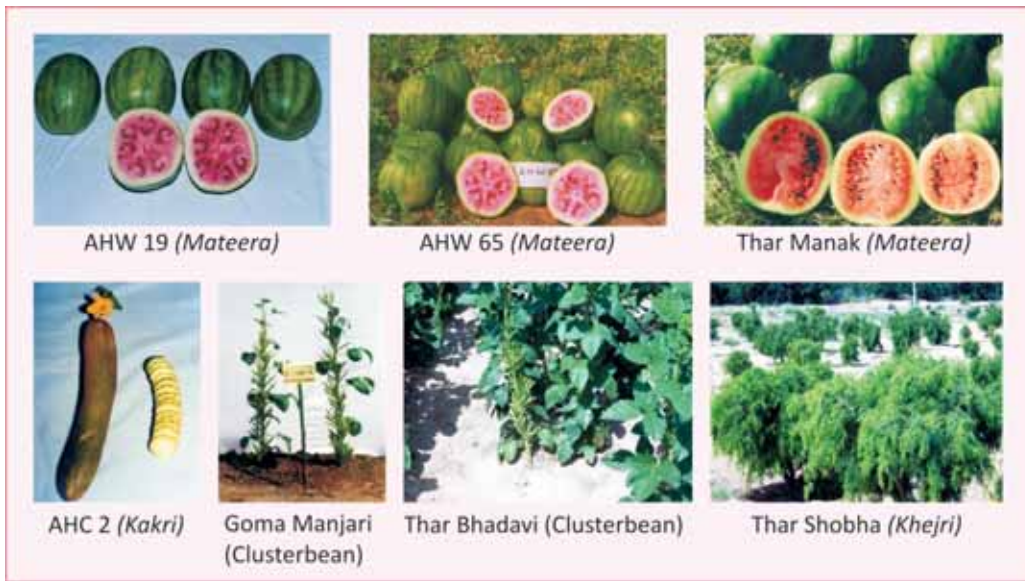 AHW 19 (Mateera)
AHW 65 (Mateera)
Thar Manak (Mateera)
AHC 2 (Kakri)
Goma Manjari
(Clusterbean)
Thar Bhadavi (Clusterbean)
Thar Shobha (Khejri)